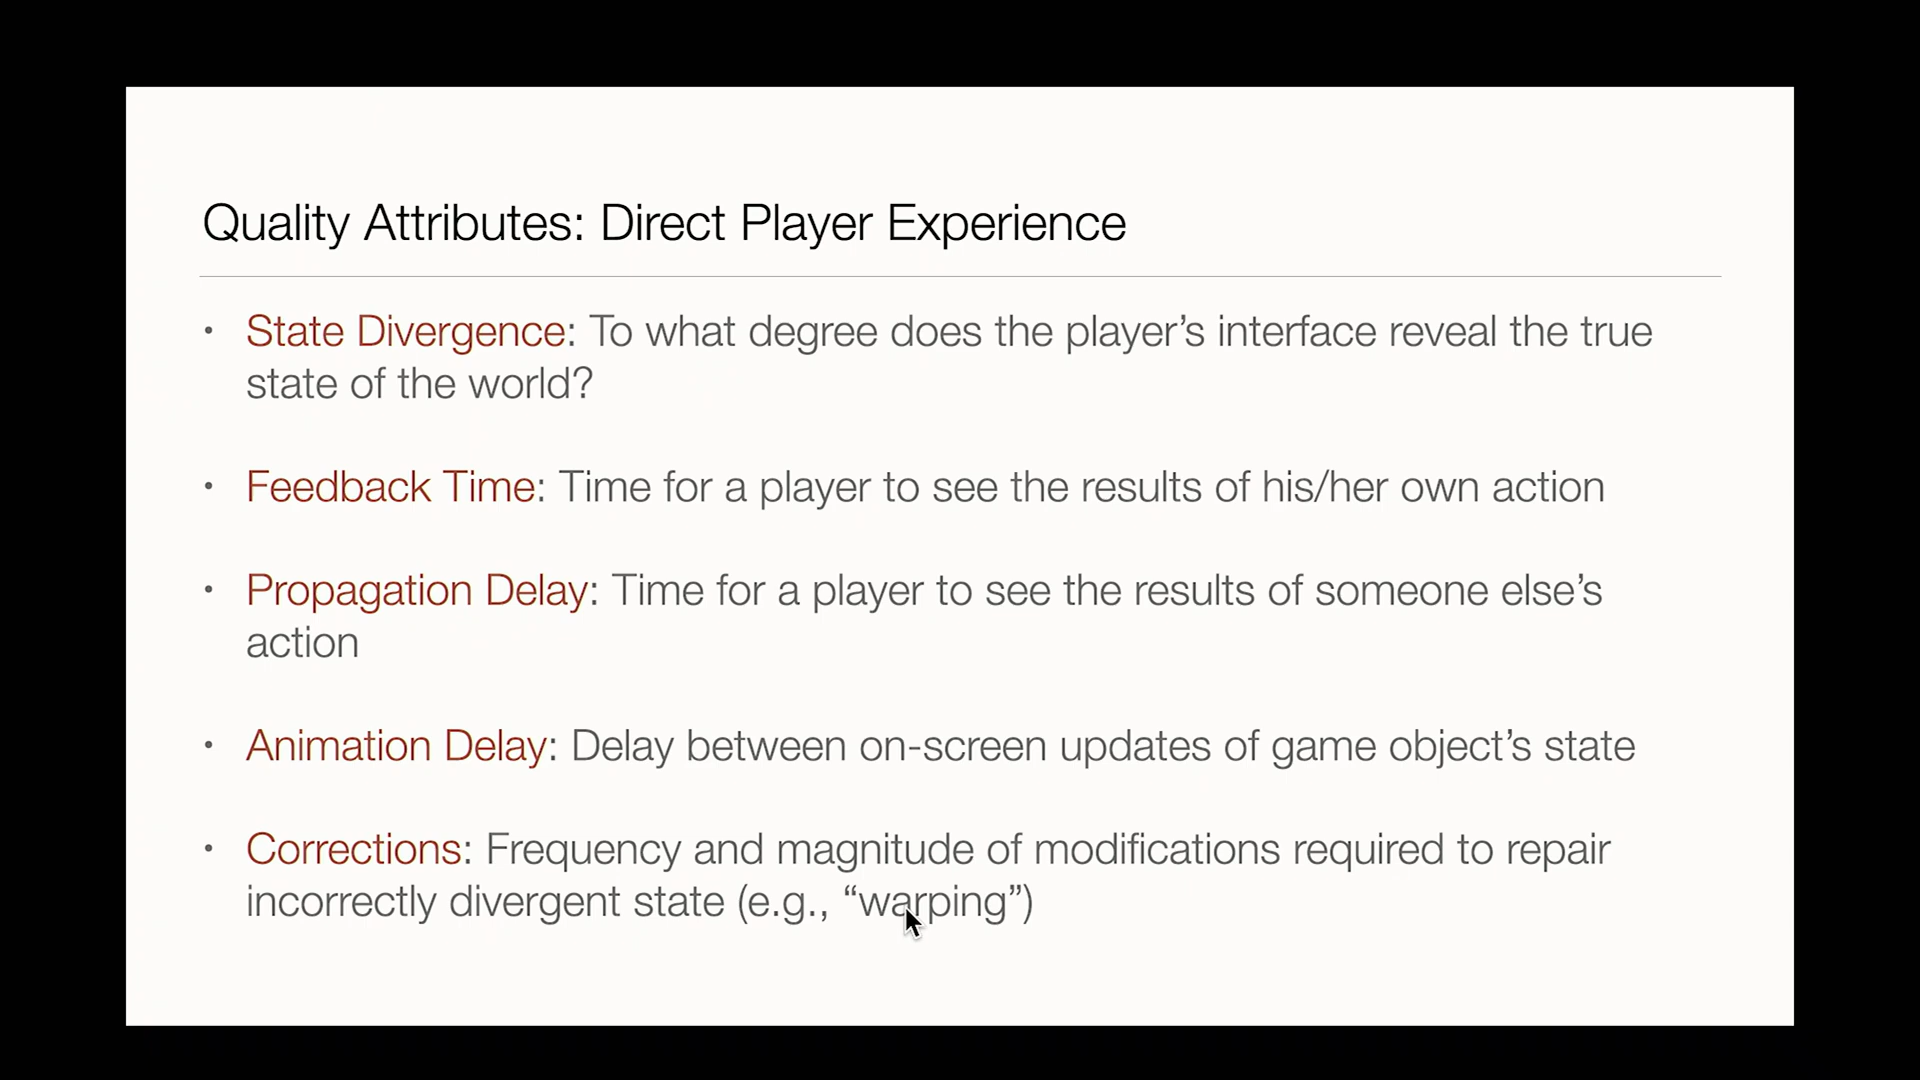 Quality Attributes: Direct Player Experience
• State Divergence: To what degree does the player’s interface reveal the true
state of the world?
• Feedback Time: Time for a player to see the results of his/her own action
• Propagation Delay: Time for a player to see the results of someone else’s
action
• Animation Delay: Delay between on-screen updates of game object’s state
• Corrections: Frequency and magnitude of modifications required to repair
incorrectly divergent state (e.g., “warping”)